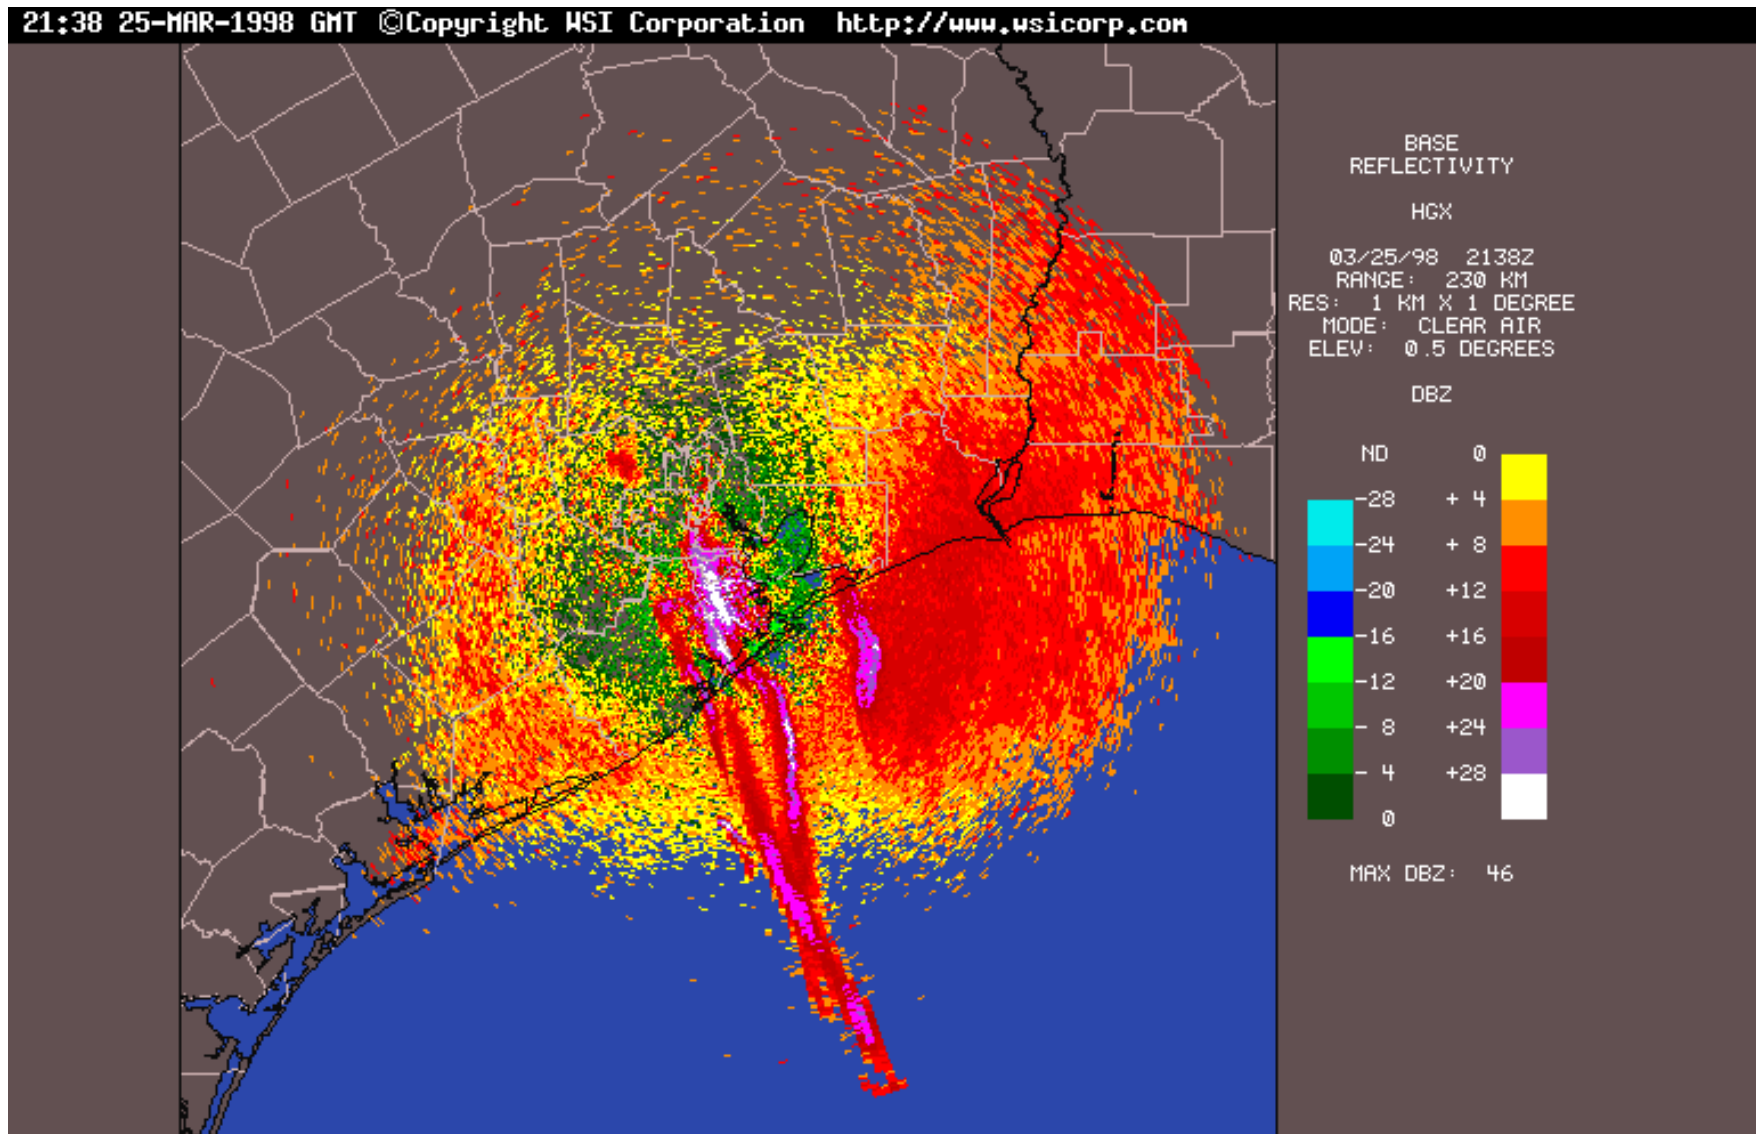 21:38 25-MAR-1998 GMT ©Copyright WSI Corporation http://www.wsicorp.com
BASE
REFLECTIVITY
HGX
03/25/98 2138Z
RANGE: 230 KM
RES: 1 KM X 1 DEGREE
MODE: CLEAR AIR
ELEV: 0.5 DEGREES
DBZ
ND 0
-28 + 4
-24 + 8
-20 +12
-16 +16
-12 +20
- 8 +24
- 4 +28
0
MAX DBZ: 46